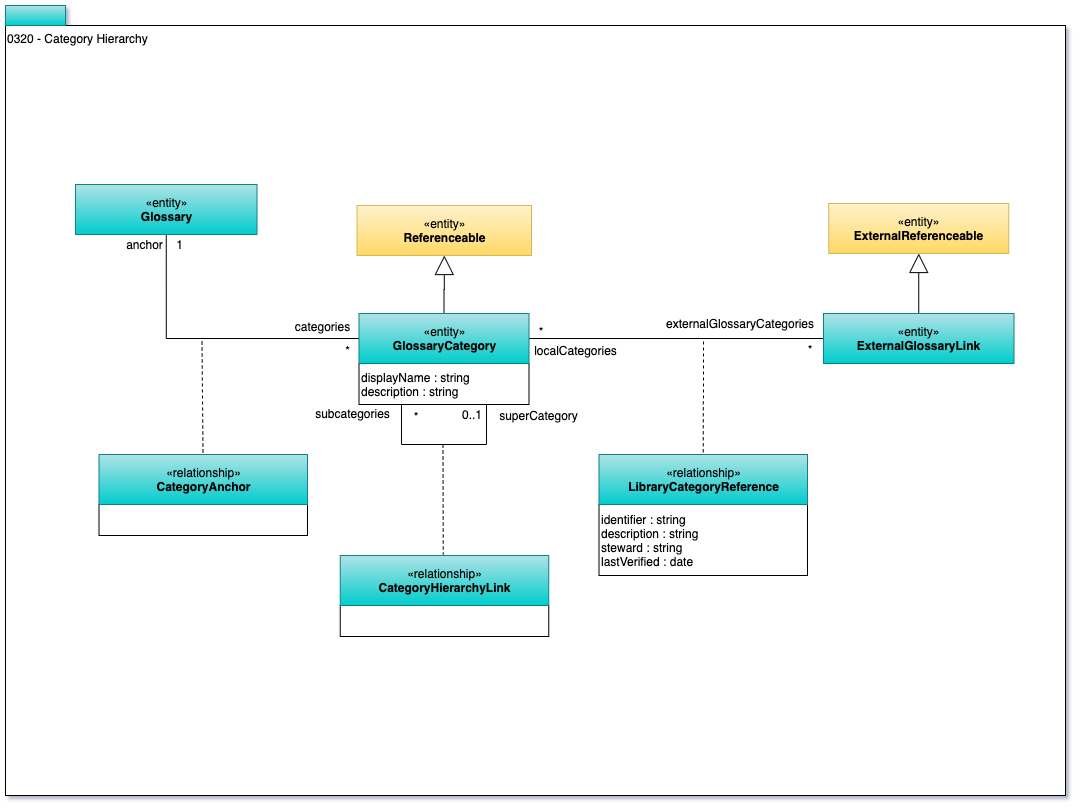 0320 - Category Hierarchy
«entity»
Glossary
anchor
1
«entity»
Referenceable
«entity»
ExternalReferenceable
categories
*
«entity»
GlossaryCategory
displayName : string
description : string
*
localCategories
externalGlossaryCategories
*
«entity»
ExternalGlossaryLink
subcategories
*
0..1
superCategory
«relationship»
CategoryAnchor
«relationship»
LibraryCategoryReference
identifier : string
description : string
steward : string
lastVerified : date
«relationship»
CategoryHierarchyLink